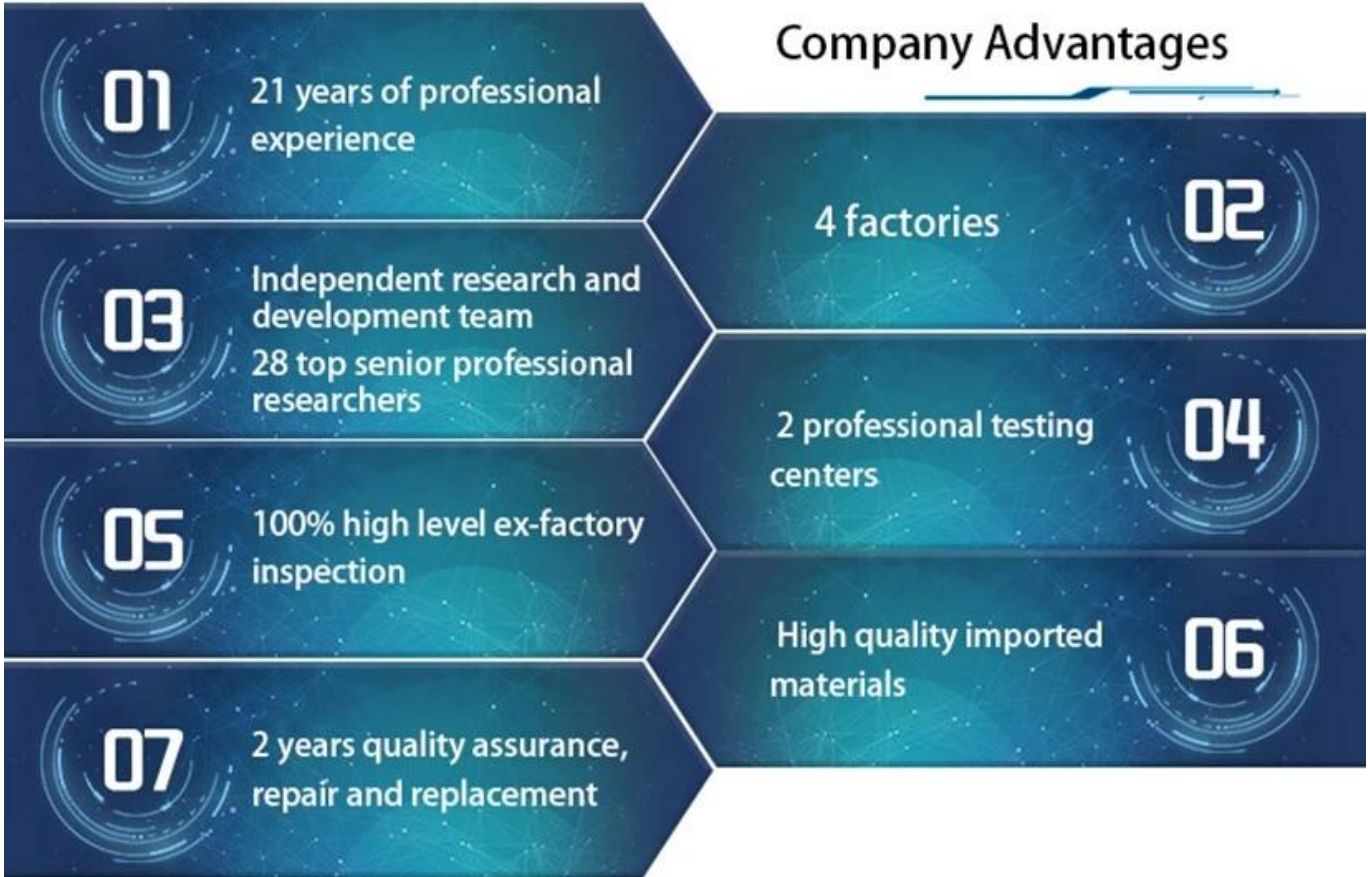 Company Advantages
01
21 years of professional
experience
02
4 factories
03
Independent research and
development team
28 top senior professional
researchers
04
2 professional testing
centers
05
100% high level ex-factory
inspection
06
High quality imported
materials
07
2 years quality assurance,
repair and replacement